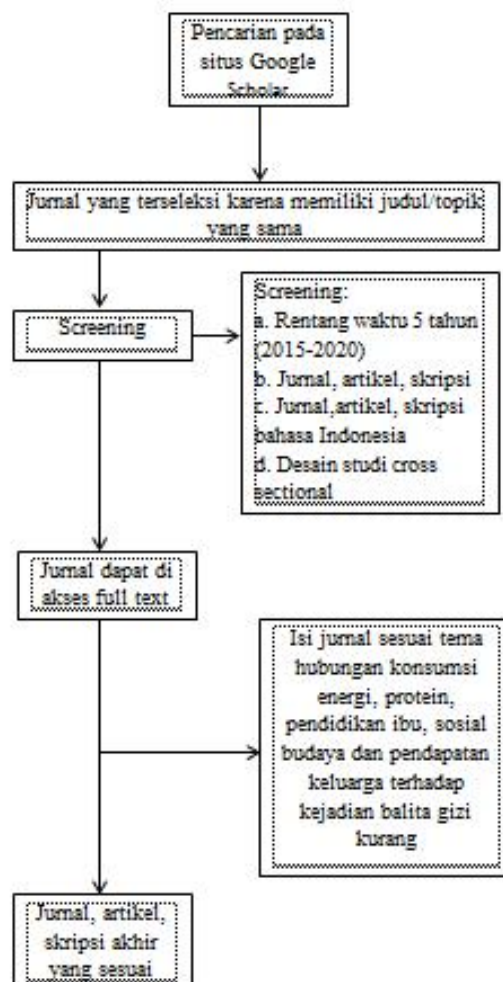 Pencarian pada
situs Google
Scholar
Jurnal yang terseleksi karena memiliki judul/topik
yang sama
Screening
Screening:
a. Rentang waktu 5 tahun
(2015-2020)
b. Jurnal, artikel, skripsi
c. Jurnal,artikel, skripsi
bahasa Indonesia
d. Desain studi cross
sectional
Jurnal dapat di
akses full text
Isi jurnal sesuai tema
hubungan konsumsi
energi, protein,
pendidikan ibu, sosial
budaya dan pendapatan
keluarga terhadap
kejadian balita gizi
kurang
Jurnal, artikel,
skripsi akhir
yang sesuai